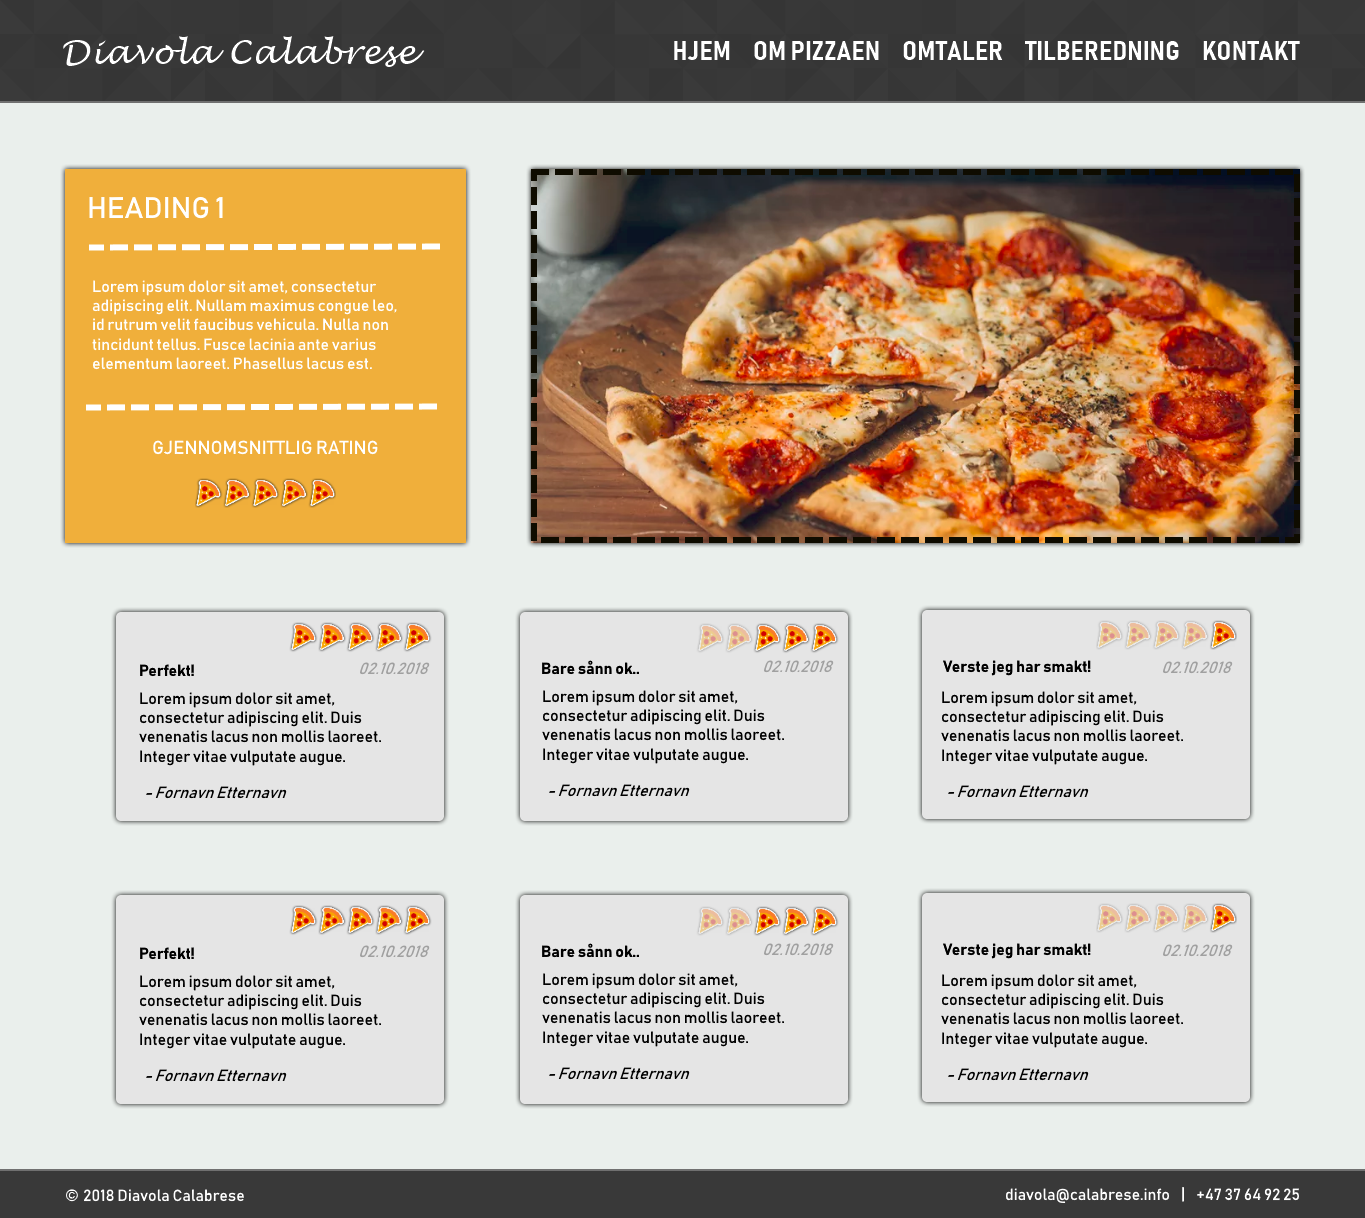 Diavola Calabrese
HJEM OM PIZZAEN OMTALER TILBEREDNING KONTAKT
HEADING 1
Lorem ipsum dolor sit amet, consectetur
adipiscing elit. Nullam maximus congue leo,
id rutrum velit faucibus vehicula. Nulla non
tincidunt tellus. Fusce lacinia ante varius
elementum laoreet. Phasellus lacus est.
GJENNOMSNITTLIG RATING
Perfekt! 02.10.2018
Lorem ipsum dolor sit amet,
consectetur adipiscing elit. Duis
venenatis lacus non mollis laoreet.
Integer vitae vulputate augue.
- Fornavn Etternavn
Bare sånn ok.. 02.10.2018
Lorem ipsum dolor sit amet,
consectetur adipiscing elit. Duis
venenatis lacus non mollis laoreet.
Integer vitae vulputate augue.
- Fornavn Etternavn
Verste jeg har smakt! 02.10.2018
Lorem ipsum dolor sit amet,
consectetur adipiscing elit. Duis
venenatis lacus non mollis laoreet.
Integer vitae vulputate augue.
- Fornavn Etternavn
Perfekt! 02.10.2018
Lorem ipsum dolor sit amet,
consectetur adipiscing elit. Duis
venenatis lacus non mollis laoreet.
Integer vitae vulputate augue.
- Fornavn Etternavn
Bare sånn ok.. 02.10.2018
Lorem ipsum dolor sit amet,
consectetur adipiscing elit. Duis
venenatis lacus non mollis laoreet.
Integer vitae vulputate augue.
- Fornavn Etternavn
Verste jeg har smakt! 02.10.2018
Lorem ipsum dolor sit amet,
consectetur adipiscing elit. Duis
venenatis lacus non mollis laoreet.
Integer vitae vulputate augue.
- Fornavn Etternavn
© 2018 Diavola Calabrese
diavola@calabrese.info | +47 37 64 92 25